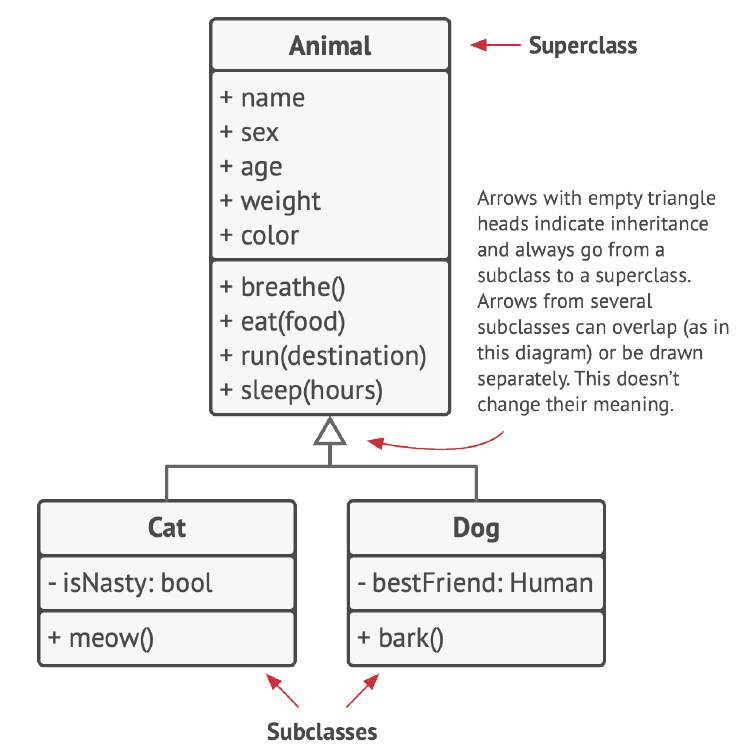 Animal
Superclass
+ name
+ sex
+ age
+ weight
+ color
+ breathe()
+ eat(food)
+ run(destination)
+ sleep(hours)
Arrows with empty triangle
heads indicate inheritance
and always go from a
subclass to a superclass.
Arrows from several
subclasses can overlap (as in
this diagram) or be drawn
separately. This doesn’t
change their meaning.
Cat
- isNasty: bool
+ meow()
Dog
- bestFriend: Human
+ bark()
Subclasses